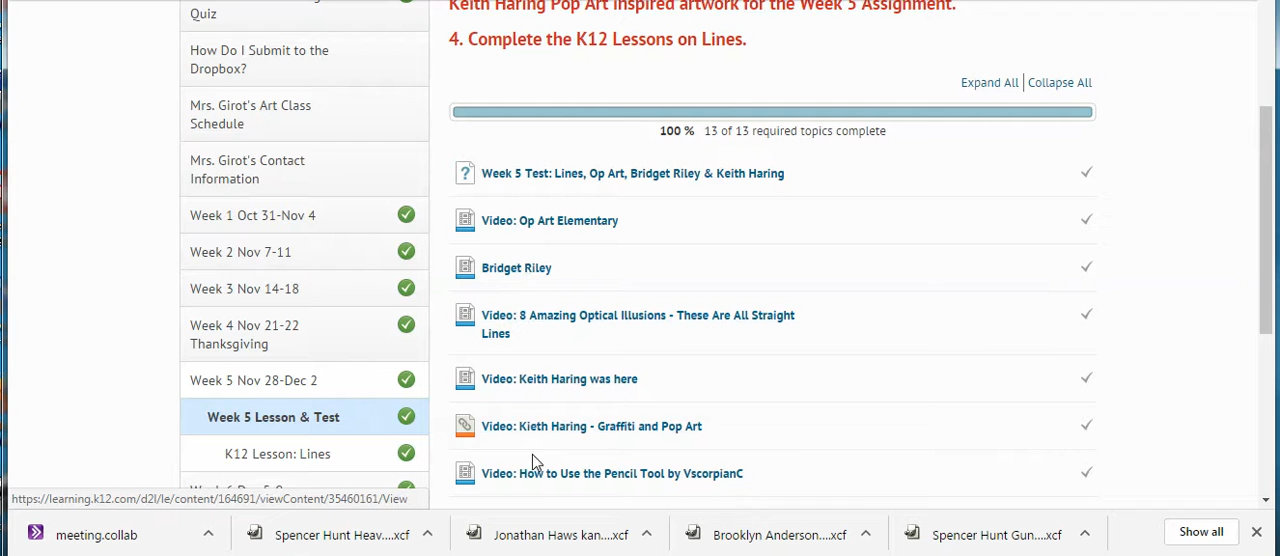 Quiz
How Do I Submit to the
Dropbox?
Mrs. Girot's Art Class
Schedule
Mrs. Girot's Contact
Information
Week 1 Oct 31-Nov 4
Week 2 Nov 7-11
Week 3 Nov 14-18
Week 4 Nov 21-22
Thanksgiving
Week 5 Nov 28-Dec 2
Week 5 Lesson & Test
K12 Lesson: Lines
Keith Haring Pop Art inspired artwork for the Week 5 Assignment.
4. Complete the K12 Lessons on Lines.
Expand All | Collapse All
100 % 13 of 13 required topics complete
Week 5 Test: Lines, Op Art, Bridget Riley & Keith Haring
Video: Op Art Elementary
Bridget Riley
Video: 8 Amazing Optical Illusions - These Are All Straight
Lines
Video: Keith Haring was here
Video: Kieth Haring - Graffiti and Pop Art
Video: How to Use the Pencil Tool by VscorpianC
https://learning.k12.com/d2l/le/content/164691/viewContent/35460161/View
meeting.collab
Spencer Hunt Heav....xcf
Jonathan Haws kan....xcf
Brooklyn Anderson....xcf
Spencer Hunt Gun....xcf
Show all